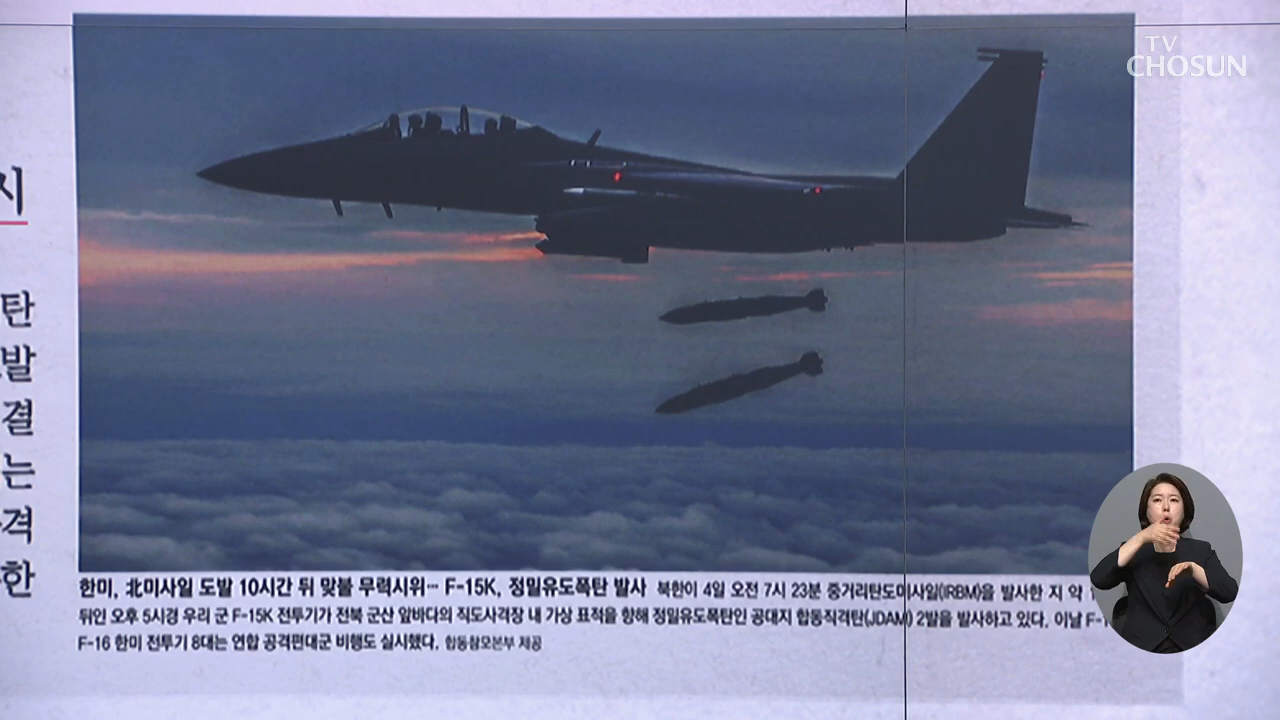 TV
CHOSUN
시
탄
발
결
는
격
한
한미, 北미사일 도발 10시간 뒤 맞불 무력시위… F-15K, 정밀유도폭탄 발사 북한이 4일 오전 7시 23분 중거리탄도미사일(IRBM)을 발사한 지 약
뒤인 오후 5시경 우리 군 F-15K 전투기가 전북 군산 앞바다의 직도사격장 내 가상 표적을 향해 정밀유도폭탄인 공대지 합동직격탄(JDAM) 2발을 발사하고 있다. 이날
F-16 한미 전투기 8대는 연합 공격편대군 비행도 실시했다. 합동참모본부 제공